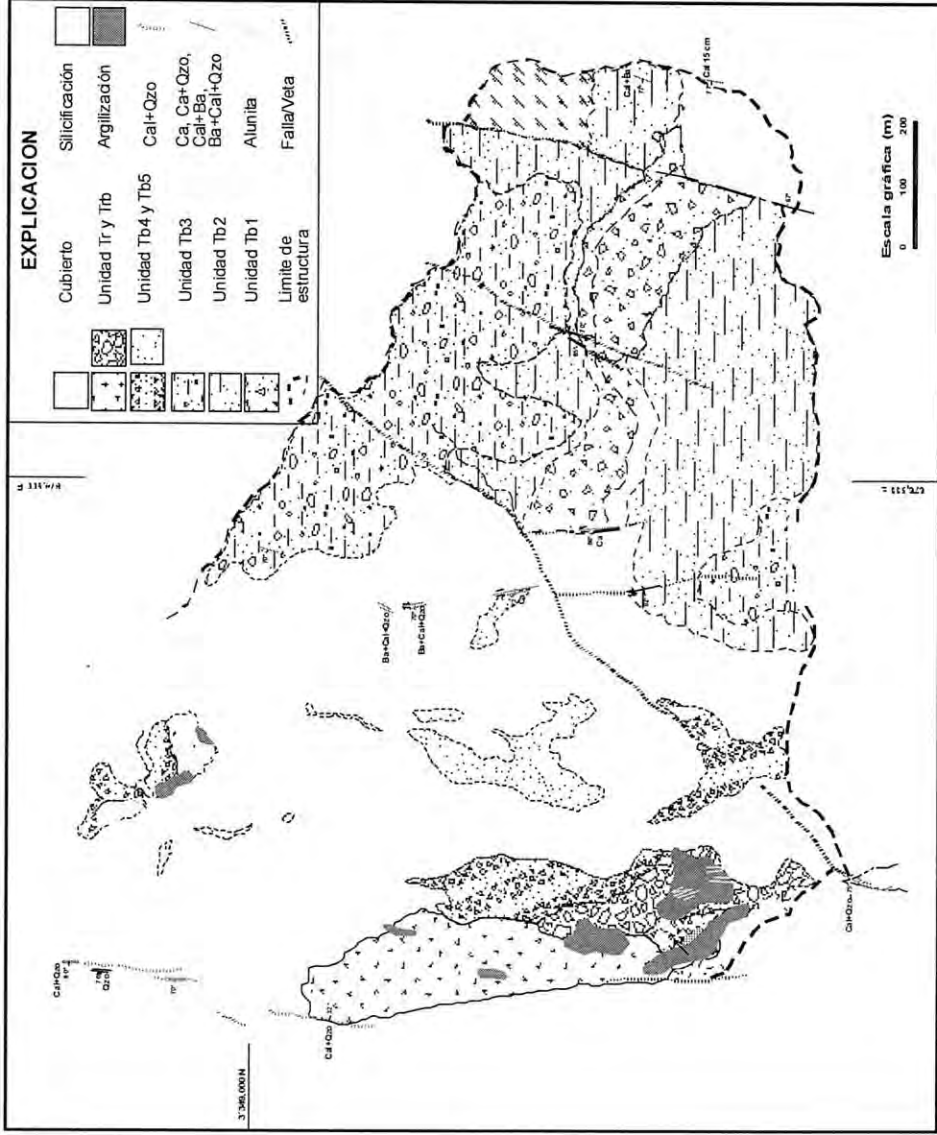 EXPLICACION
Cubierto
Unidad Tr y Trb
Unidad Tb4 y Tb5
Unidad Tb3
Unidad Tb2
Unidad Tb1
Limite de
estructura
Silicificación
Argilización
Cal+Qzo
Ca, Ca+Qzo,
Cal+Ba,
Ba+Cal+Qzo
Alunita
Falla/Veta
Cal+Qzo
Qzo
70°
3'349,000N
Cal+Qzo
Ba+Cal+Qzo
Ba+Cal+Qzo
Ca
Cal+Ba
Cal 15 cm
Cal+Qzo
Escala gráfica (m)
0 100 200